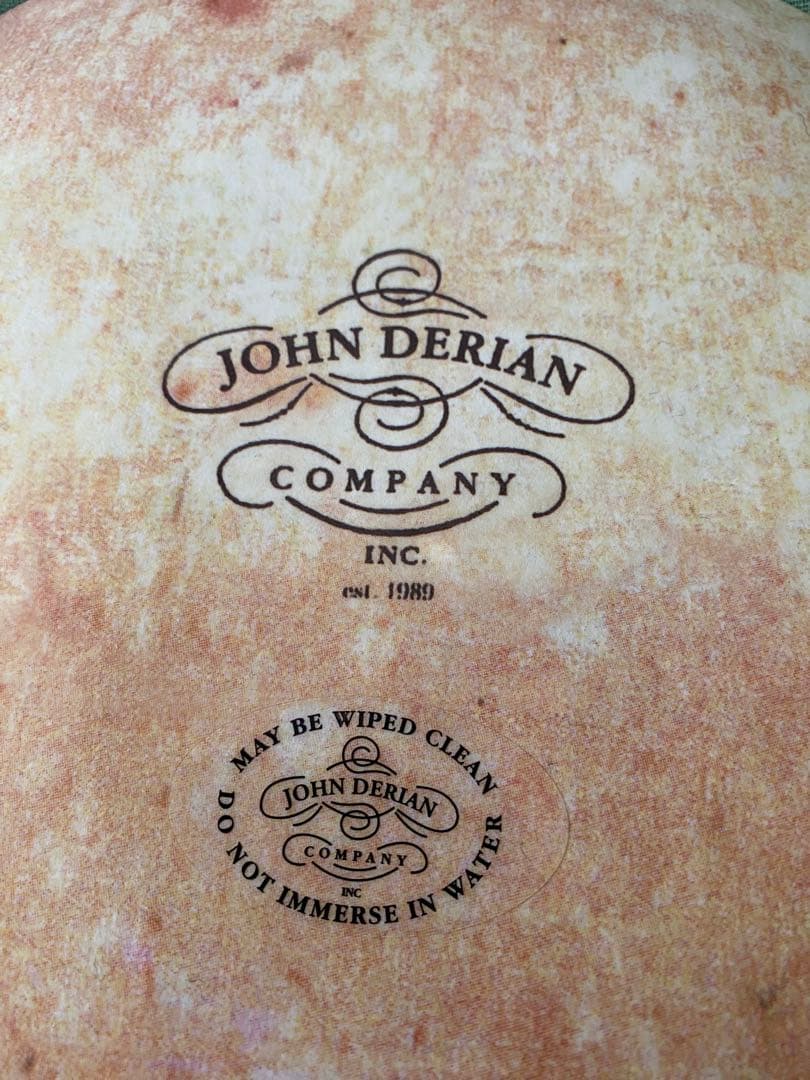 JOHN DERIAN
COMPANY
INC.
est. 1989
MAY BE WIPED CLEAN
JOHN DERIAN
COMPANY
INC
DO NOT IMMERSE IN WATER